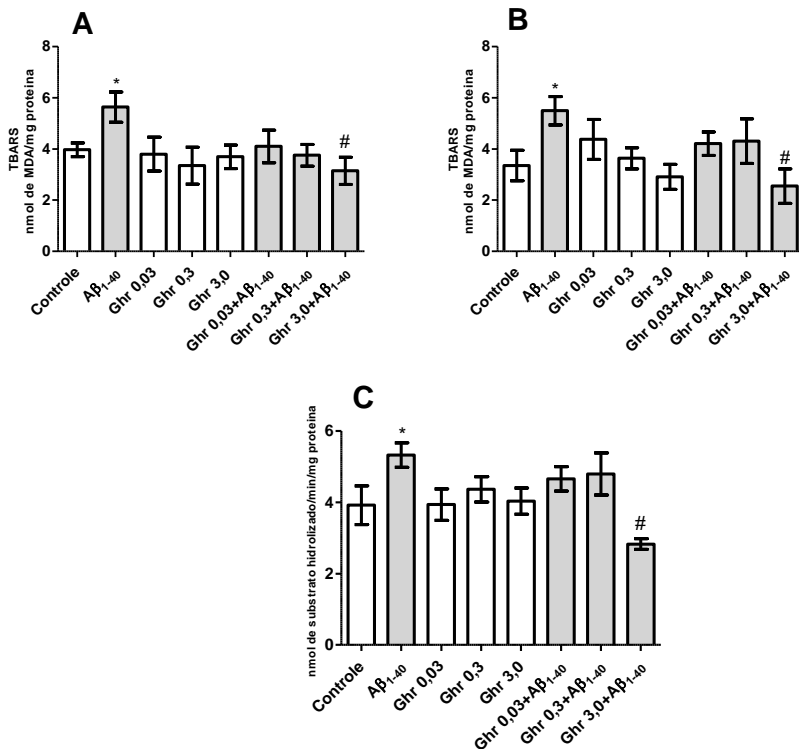 A
TBARS
nmol de MDA/mg proteina
8
6
4
2
0
*
#
Controle
Aβ1-40
Ghr 0,03
Ghr 0,3
Ghr 3,0
Ghr 0,03+Aβ1-40
Ghr 0,3+Aβ1-40
Ghr 3,0+Aβ1-40
B
TBARS
nmol de MDA/mg proteina
8
6
4
2
0
*
#
Controle
Aβ1-40
Ghr 0,03
Ghr 0,3
Ghr 3,0
Ghr 0,03+Aβ1-40
Ghr 0,3+Aβ1-40
Ghr 3,0+Aβ1-40
C
nmol de substrato hidrolizado/min/mg proteina
6
4
2
0
*
#
Controle
Aβ1-40
Ghr 0,03
Ghr 0,3
Ghr 3,0
Ghr 0,03+Aβ1-40
Ghr 0,3+Aβ1-40
Ghr 3,0+Aβ1-40